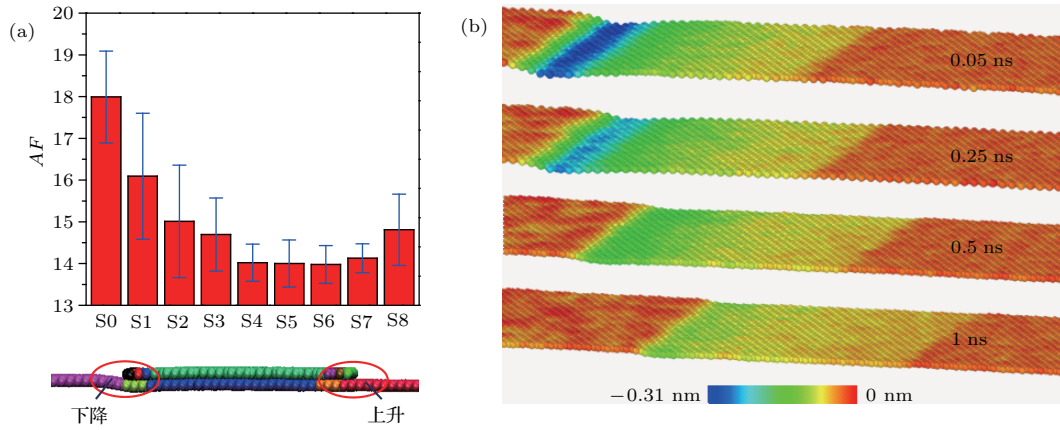 (a)
20
19
18
17
16
15
14
13
AF
S0 S1 S2 S3 S4 S5 S6 S7 S8
下降
上升
(b)
0.05 ns
0.25 ns
0.5 ns
1 ns
−0.31 nm
0 nm